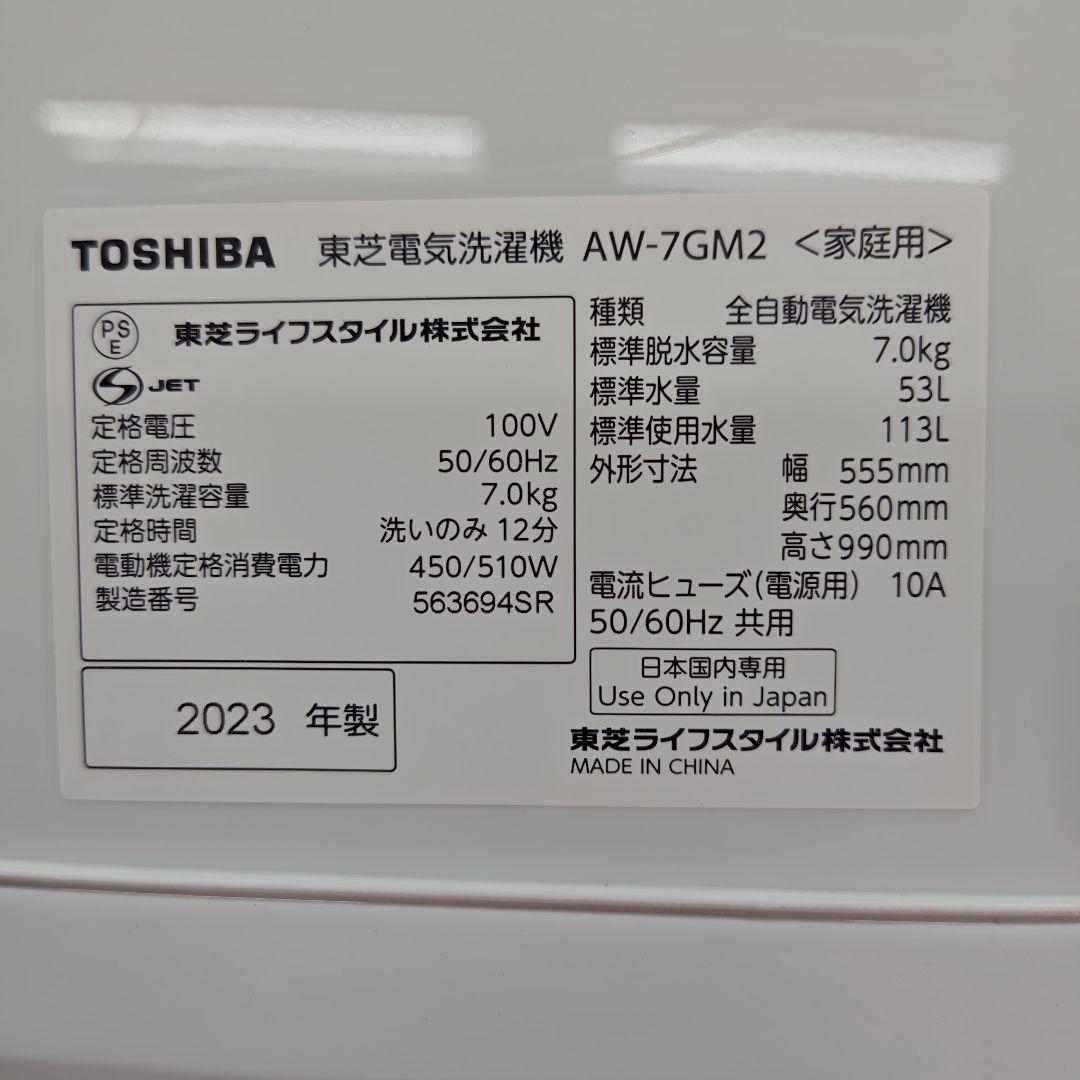 TOSHIBA 東芝電気洗濯機 AW-7GM2 <家庭用>
PSE 東芝ライフスタイル株式会社
S JET
定格電圧 100V
定格周波数 50/60Hz
標準洗濯容量 7.0kg
定格時間 洗いのみ 12分
電動機定格消費電力 450/510W
製造番号 563694SR
2023 年製
種類 全自動電気洗濯機
標準脱水容量 7.0kg
標準水量 53L
標準使用水量 113L
外形寸法 幅 555mm
奥行560mm
高さ990mm
電流ヒューズ(電源用) 10A
50/60Hz 共用
日本国内専用
Use Only in Japan
東芝ライフスタイル株式会社
MADE IN CHINA